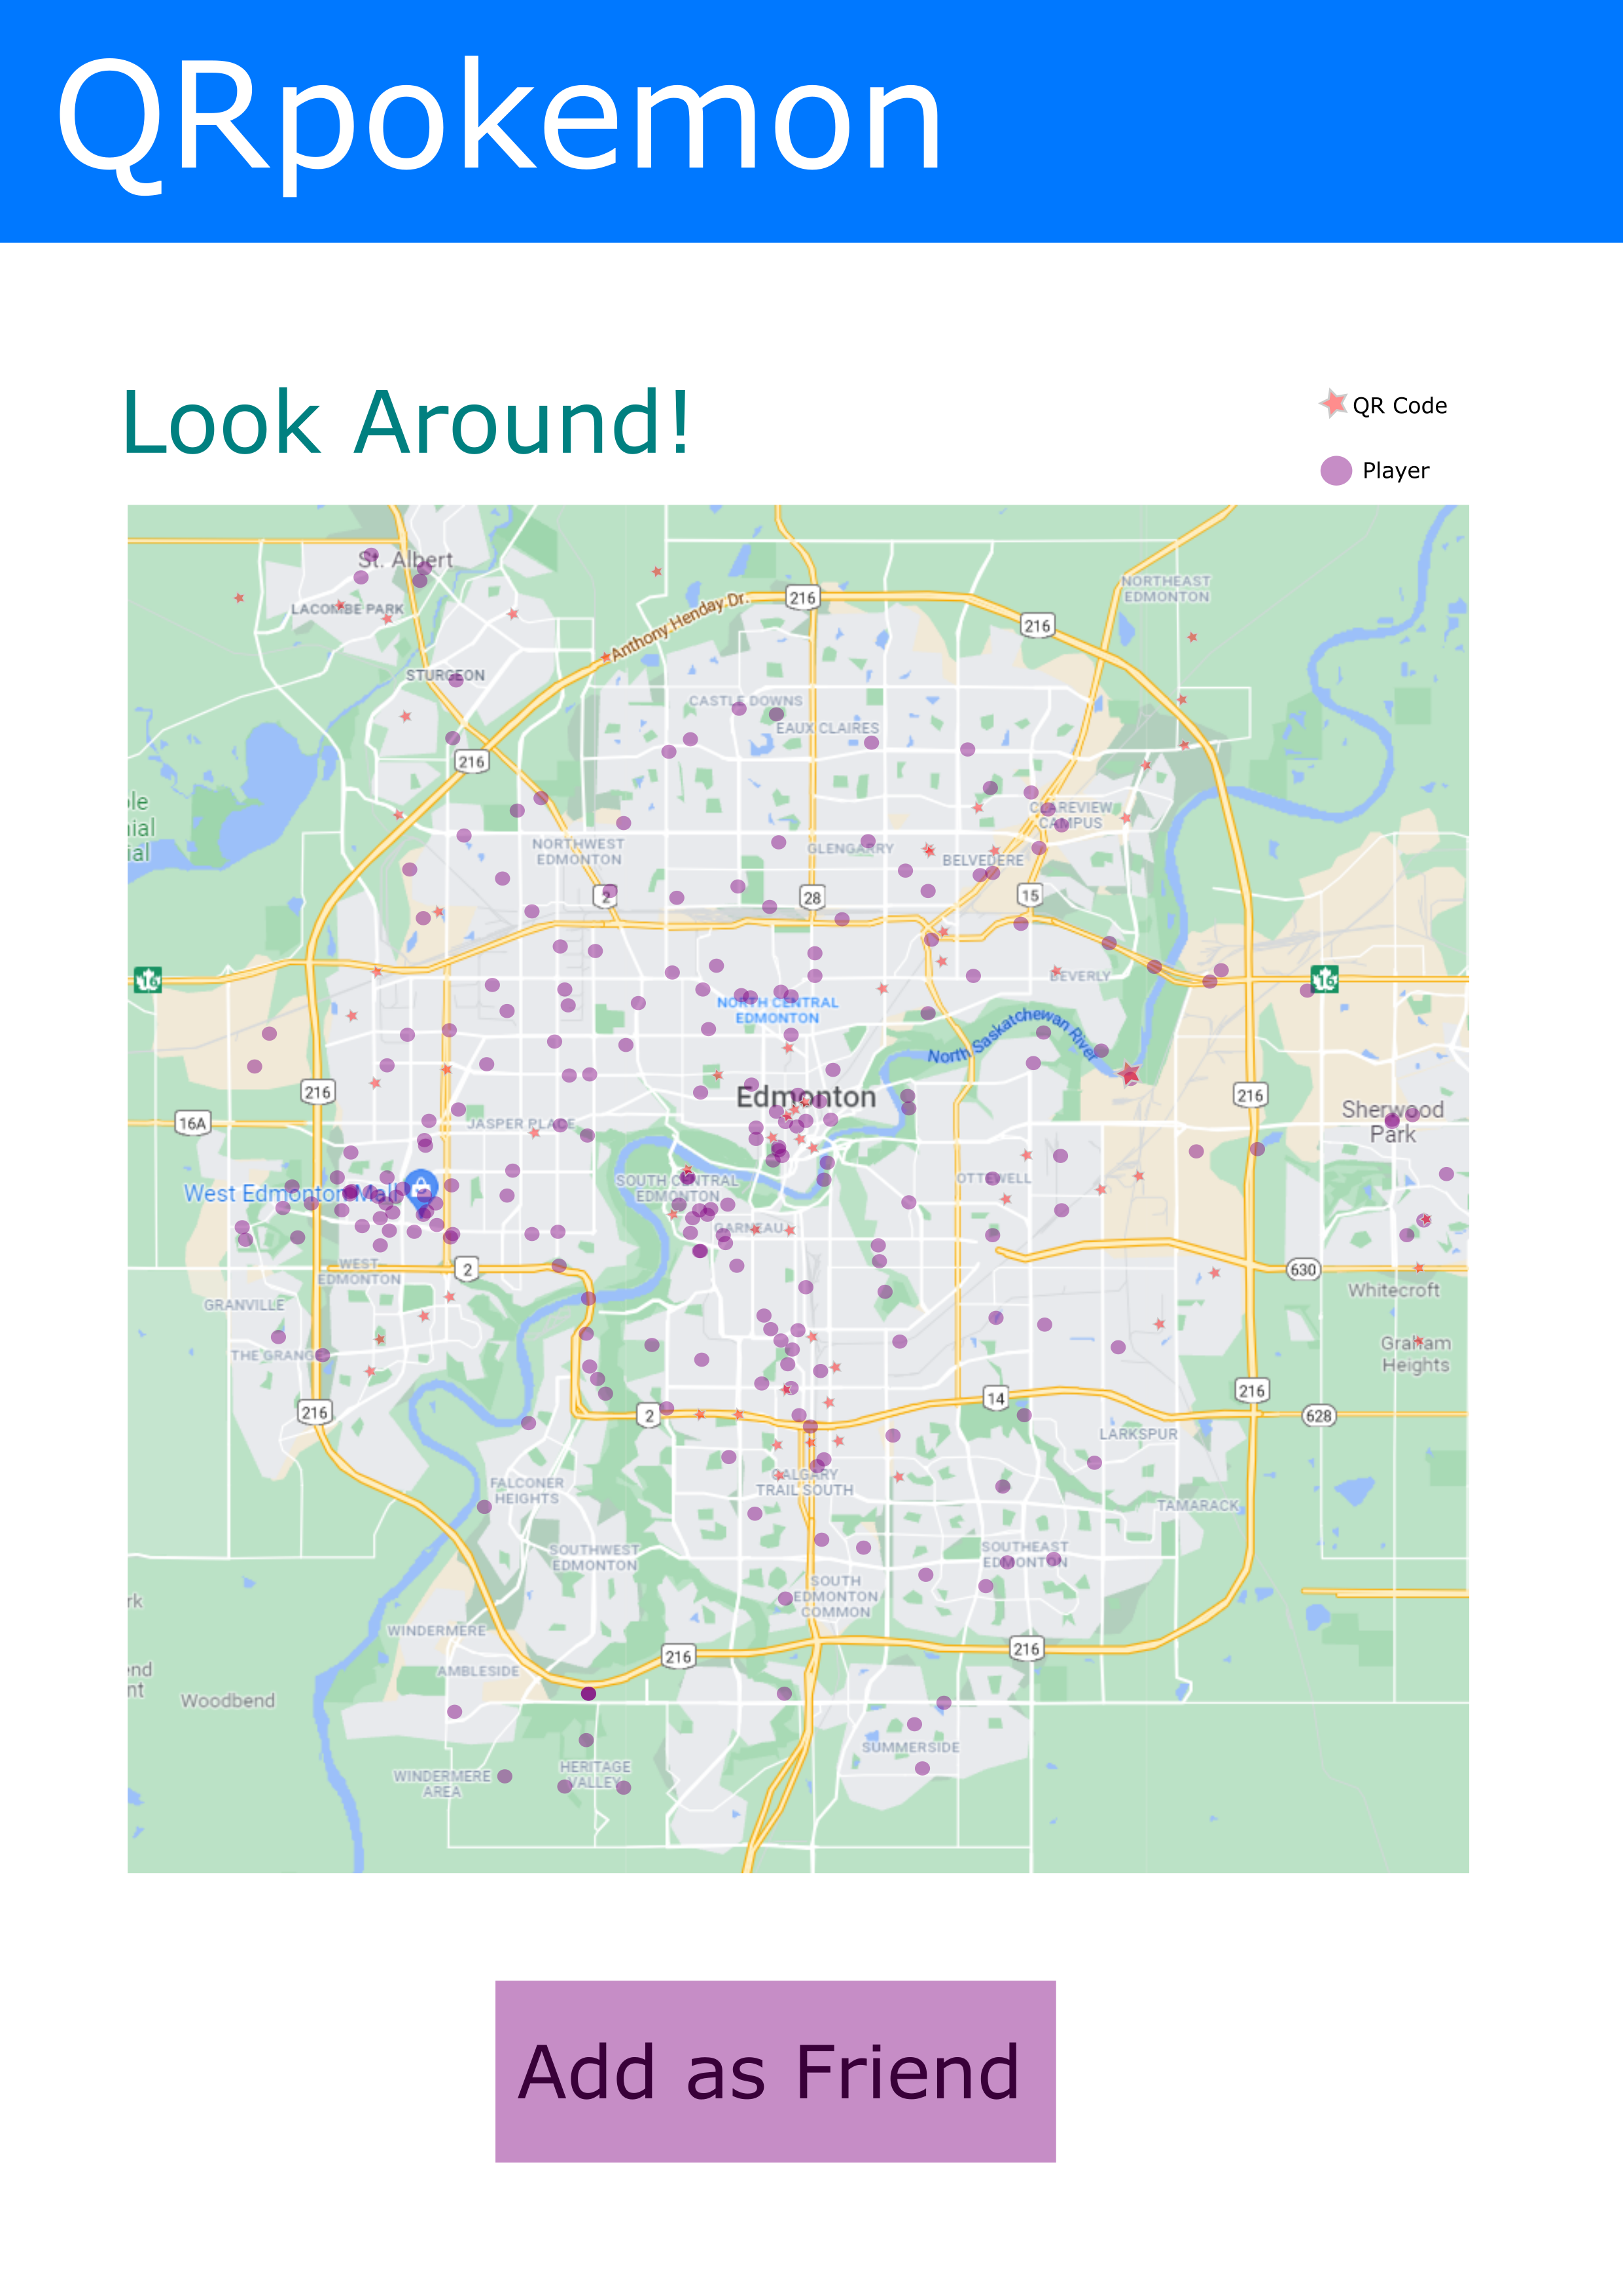 QRpokemon
Look Around!
QR Code
Player
St. Albert
LACOMBE PARK
STURGEON
Anthony Henday Dr.
216
216
NORTHEAST
EDMONTON
CASTLE DOWNS
EAUX CLAIRES
216
CLAREVIEW
CAMPUS
NORTHWEST
EDMONTON
GLENGARRY
BELVEDERE
2
28
15
16
BEVERLY
16
NORTH CENTRAL
EDMONTON
North Saskatchewan River
216
Edmonton
216
16A
JASPER PLACE
Sherwood
Park
West Edmonton Mall
SOUTH CENTRAL
EDMONTON
OTTEWELL
GARNEAU
WEST
EDMONTON
2
630
GRANVILLE
Whitecroft
THE GRANGE
Graham
Heights
216
2
14
216
628
LARKSPUR
FALCONER
HEIGHTS
CALGARY
TRAIL SOUTH
TAMARACK
SOUTHWEST
EDMONTON
SOUTHEAST
EDMONTON
SOUTH
EDMONTON
COMMON
rk
WINDERMERE
216
216
AMBLESIDE
nt
Woodbend
SUMMERSIDE
WINDERMERE
AREA
HERITAGE
VALLEY
Add as Friend